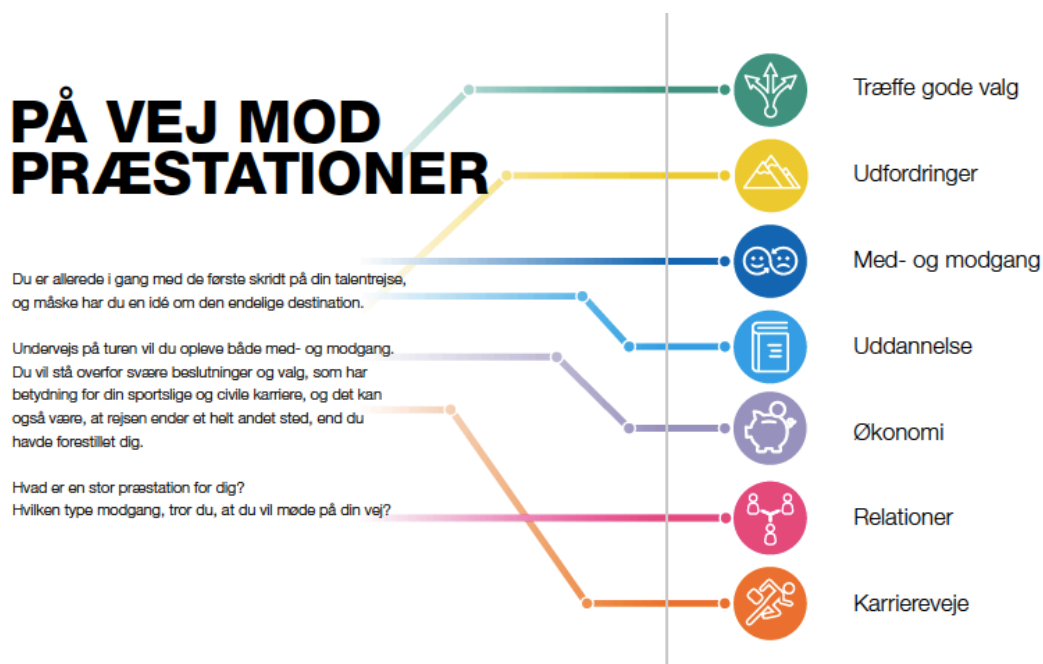 PÅ VEJ MOD
PRÆSTATIONER
Du er allerede i gang med de første skridt på din talentrejse,
og måske har du en idé om den endelige destination.
Undervejs på turen vil du opleve både med- og modgang.
Du vil stå overfor svære beslutninger og valg, som har
betydning for din sportslige og civile karriere, og det kan
også være, at rejsen ender et helt andet sted, end du
havde forestillet dig.
Hvad er en stor præstation for dig?
Hvilken type modgang, tror du, at du vil møde på din vej?
Træffe gode valg
Udfordringer
Med- og modgang
Uddannelse
Økonomi
Relationer
Karriereveje